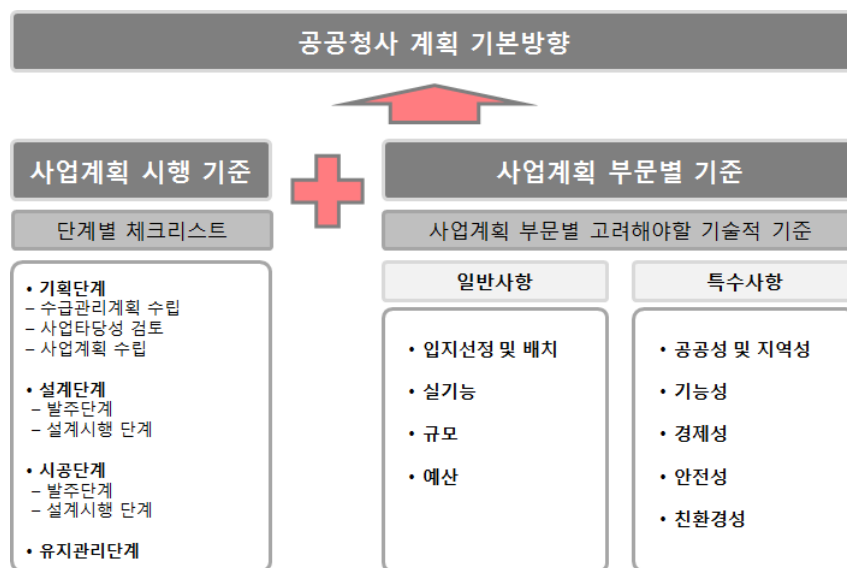 공공청사 계획 기본방향
사업계획 시행 기준
단계별 체크리스트
• 기획단계
– 수급관리계획 수립
– 사업타당성 검토
– 사업계획 수립
• 설계단계
– 발주단계
– 설계시행 단계
• 시공단계
– 발주단계
– 설계시행 단계
• 유지관리단계
사업계획 부문별 기준
사업계획 부문별 고려해야할 기술적 기준
일반사항
• 입지선정 및 배치
• 실기능
• 규모
• 예산
특수사항
• 공공성 및 지역성
• 기능성
• 경제성
• 안전성
• 친환경성